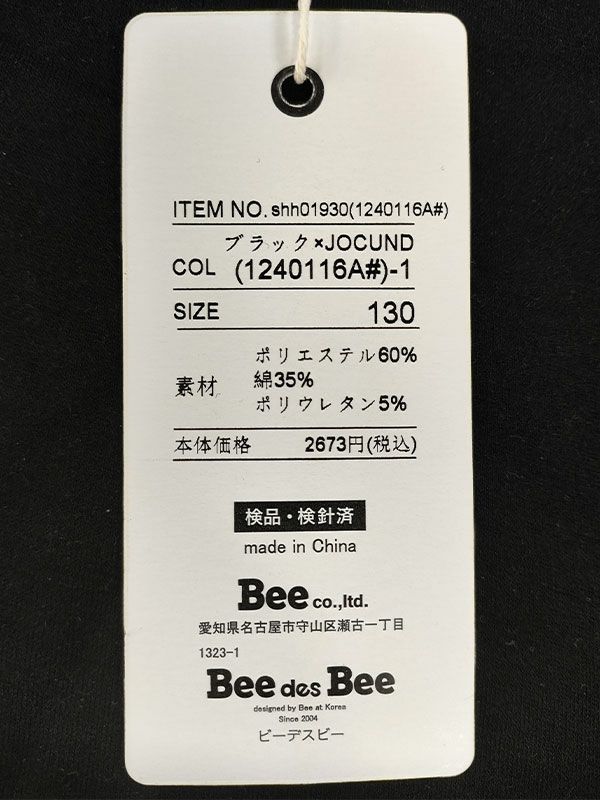 ITEM NO. shh01930(1240116A#)
ブラック×JOCUND
COL (1240116A#)-1
SIZE 130
ポリエステル60%
素材 綿35%
ポリウレタン5%
本体価格 2673円(税込)
検品・検針済
made in China
Bee co.,ltd.
愛知県名古屋市守山区瀬古一丁目
1323-1
Bee des Bee
designed by Bee at Korea
Since 2004
ビーデスビー